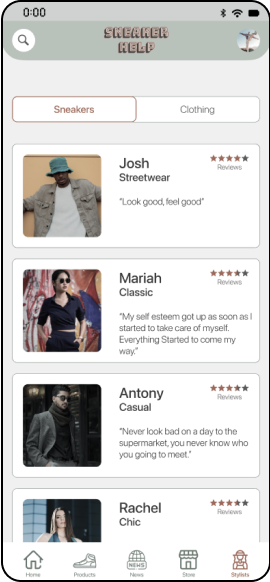 0:00
SNEAKER
HELP
Sneakers
Clothing
Josh
Streetwear
Reviews
"Look good, feel good"
Mariah
Classic
Reviews
"My self esteem got up as soon as I
started to take care of myself.
Everything Started to come my
way."
Antony
Casual
Reviews
"Never look bad on a day to the
supermarket, you never know who
you going to meet."
Rachel
Chic
Reviews
NEWS
Home
Products
News
Store
Stylists